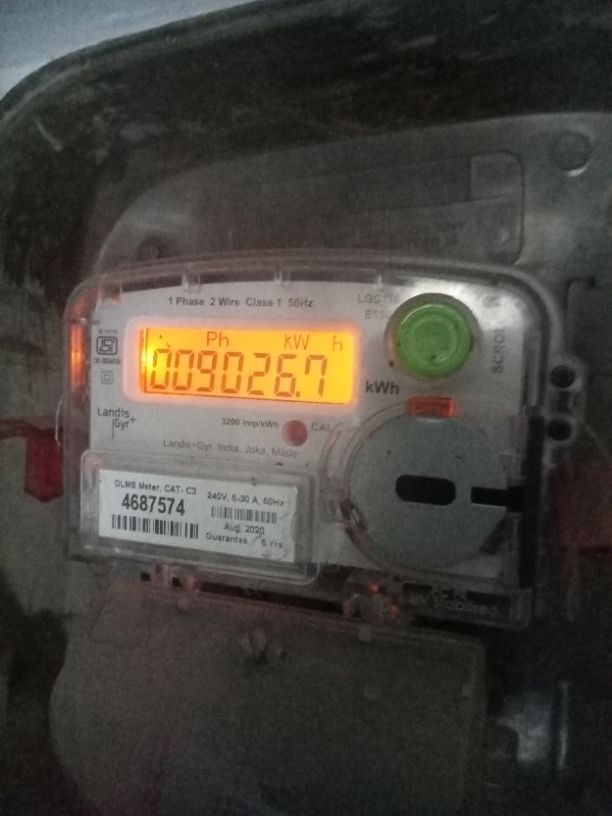 1 Phase 2 Wire Class 1 50Hz
Ph kW h
009026.7
kWh
SCROLL
Landis
Gyr+
3200 imp/kWh
CAL
Landis+Gyr, India, Joka, Made
DLMS Meter, CAT- C3
4687574
240V, 5-30 A, 50Hz
Aug, 2020
Guarantee 5 Yrs